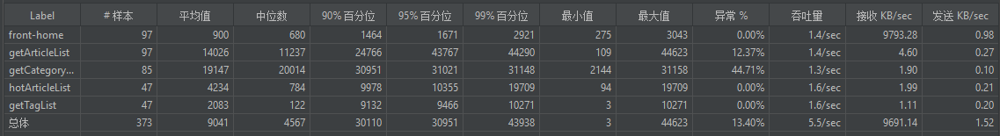 Label # 样本 平均值 中位数 90% 百分位 95% 百分位 99% 百分位 最小值 最大值 异常 % 吞吐量 接收 KB/sec 发送 KB/sec
front-home 97 900 680 1464 1671 2921 275 3043 0.00% 1.4/sec 9793.28 0.98
getArticleList 97 14026 11237 24766 43767 44290 109 44623 12.37% 1.4/sec 4.60 0.27
getCategory... 85 19147 20014 30951 31021 31148 2144 31158 44.71% 1.3/sec 1.90 0.10
hotArticleList 47 4234 784 9978 10355 19709 94 19709 0.00% 1.6/sec 1.99 0.21
getTagList 47 2083 122 9132 9466 10271 3 10271 0.00% 1.6/sec 1.11 0.20
总体 373 9041 4567 30110 30951 43938 3 44623 13.40% 5.5/sec 9691.14 1.52